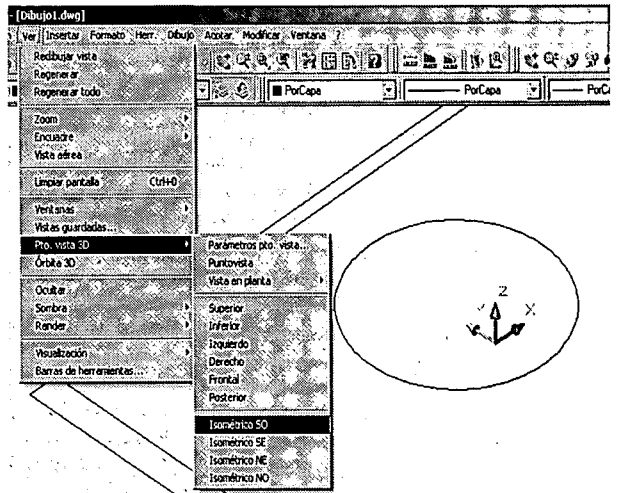 - [Dibujo1.dwg]
Ver Insertar Formato Herr. Dibujo Acotar Modificar Ventana ?
Redibujar vista
Regenerar
Regenerar todo
PorCapa PorCapa PorCa
Zoom
Encuadre
Vista aérea
Limpiar pantalla Ctrl+0
Ventanas
Vistas guardadas...
Pto. vista 3D
Órbita 3D
Ocultar
Sombra
Render
Visualización
Barras de herramientas...
Parámetros pto. vista...
Puntovista
Vista en planta
Superior
Inferior
Izquierdo
Derecho
Frontal
Posterior
Isométrico SO
Isométrico SE
Isométrico NE
Isométrico NO
Z
Y X